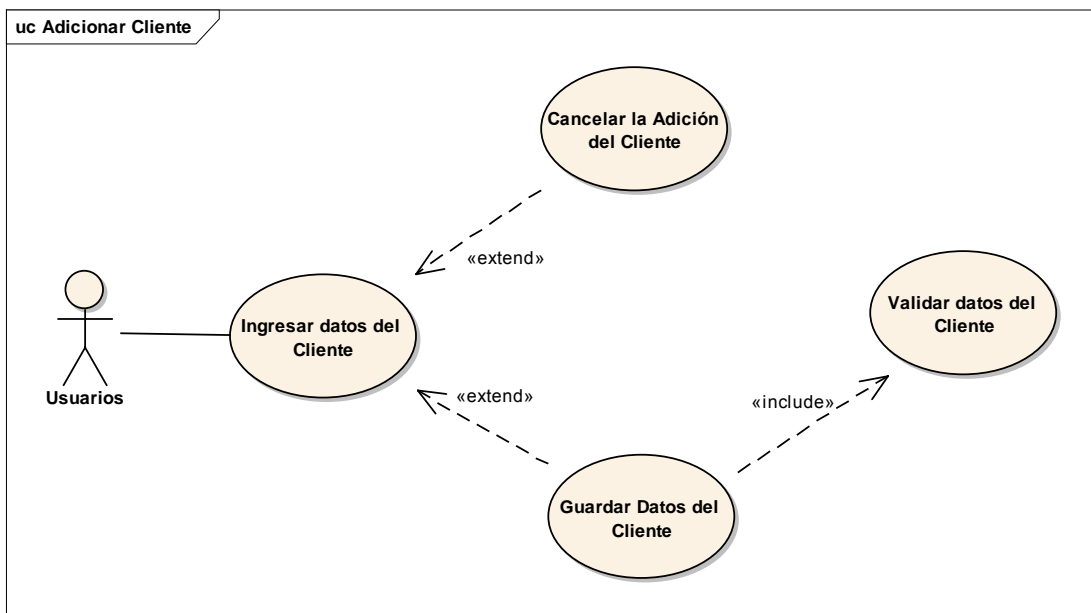 uc Adicionar Cliente
Cancelar la Adición
del Cliente
«extend»
Ingresar datos del
Cliente
Validar datos del
Cliente
Usuarios
«extend»
«include»
Guardar Datos del
Cliente